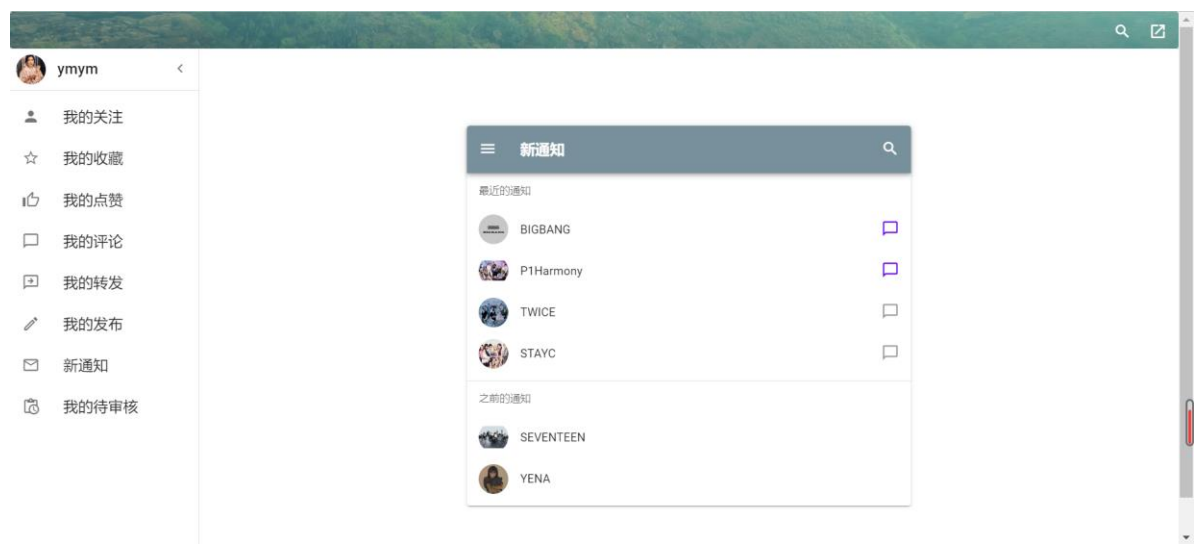 ymym
我的关注
我的收藏
我的点赞
我的评论
我的转发
我的发布
新通知
我的待审核
新通知
最近的通知
BIGBANG
P1Harmony
TWICE
STAYC
之前的通知
SEVENTEEN
YENA